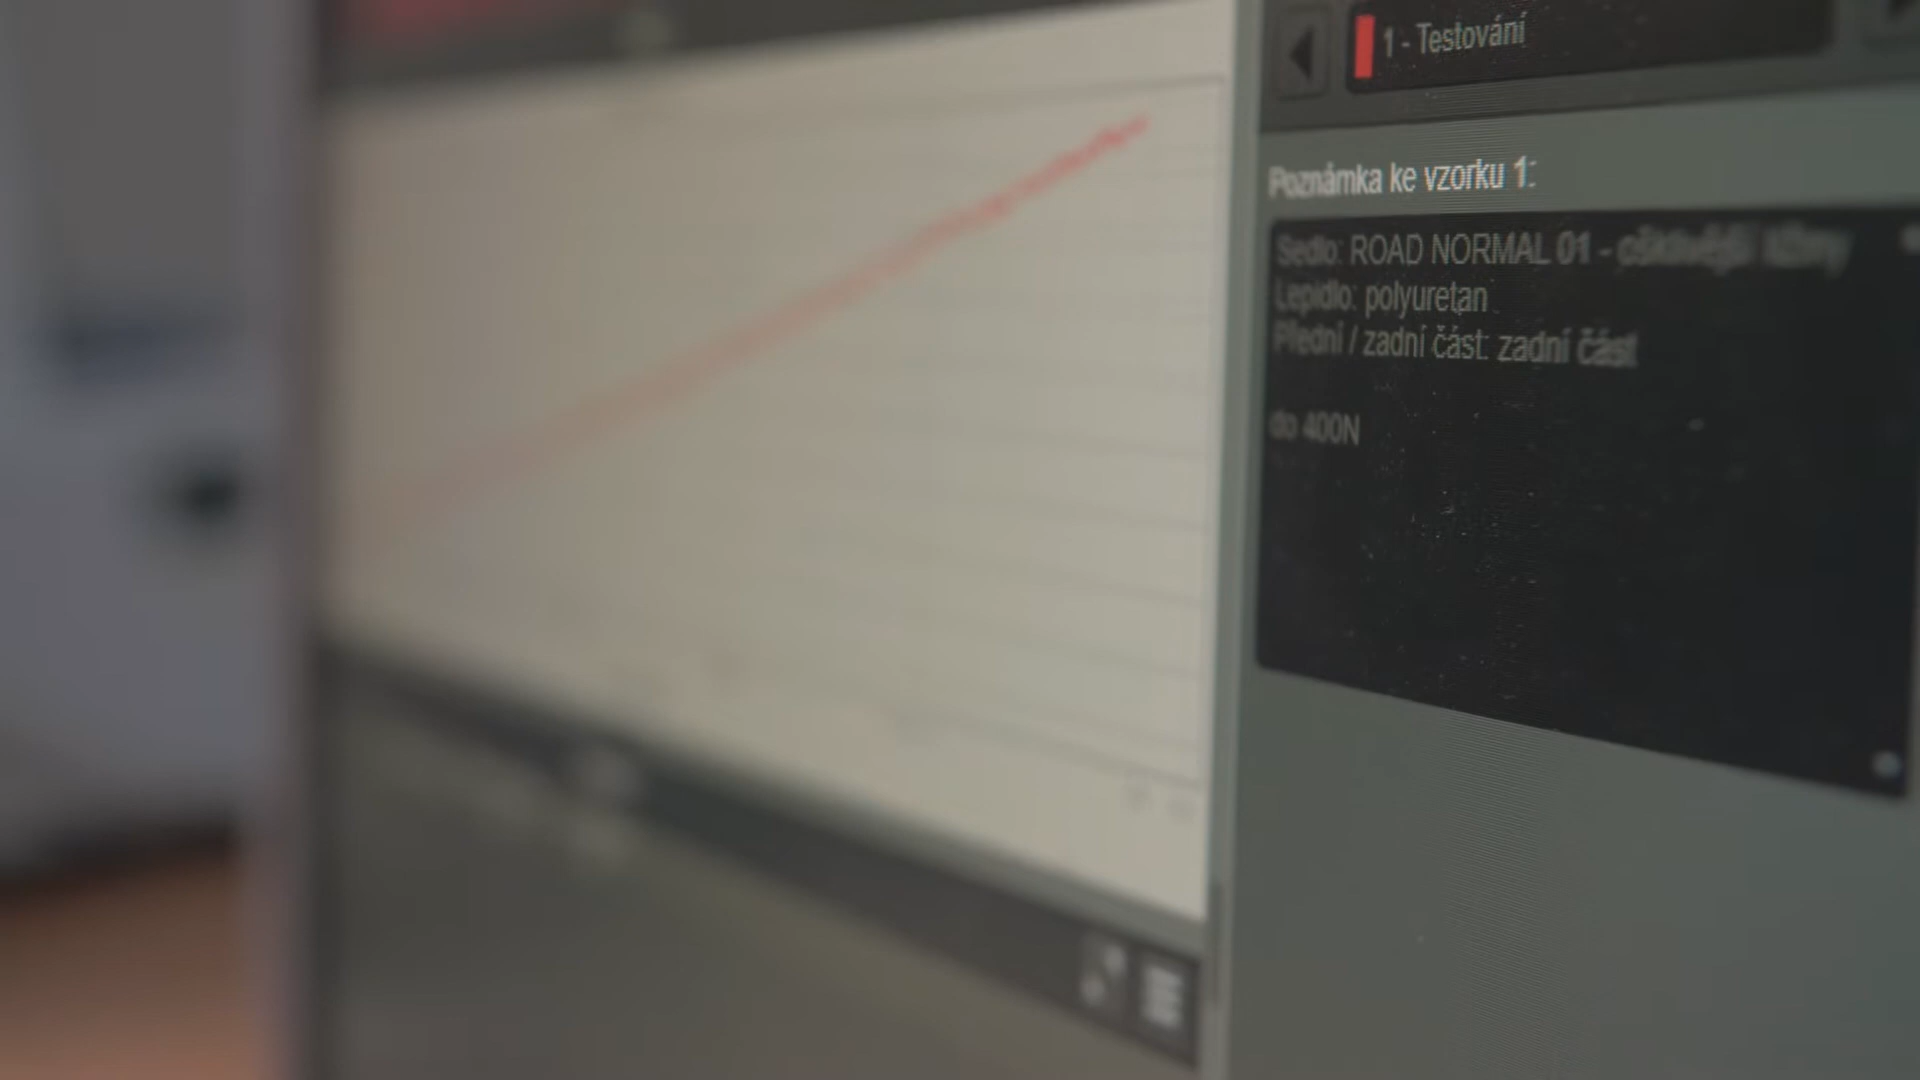 1 - Testování
Poznámka ke vzorku 1:
Sedlo: ROAD NORMAL 01 -
Lepidlo: polyuretan
Přední / zadní část: zadní část
do 400N